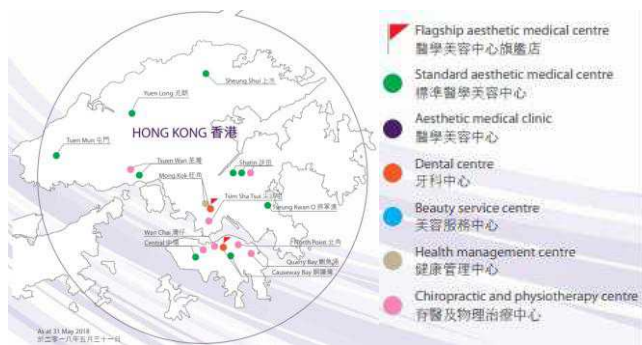 Sheung Shui 上水
Yuen Long 元朗
HONG KONG 香港
Tuen Mun 屯門
Tsuen Wan 荃灣
Shatin 沙田
Mong Kok 旺角
Tsim Sha Tsui
Tseung Kwan O 將軍澳
Wan Chai 灣仔
North Point 北角
Central 中環
Quarry Bay 鰂魚涌
Causeway Bay 銅鑼灣
As at 31 May 2018
於二零一八年五月三十一日
Flagship aesthetic medical centre
醫學美容中心旗艦店
Standard aesthetic medical centre
標準醫學美容中心
Aesthetic medical clinic
醫學美容中心
Dental centre
牙科中心
Beauty service centre
美容服務中心
Health management centre
健康管理中心
Chiropractic and physiotherapy centre
脊醫及物理治療中心